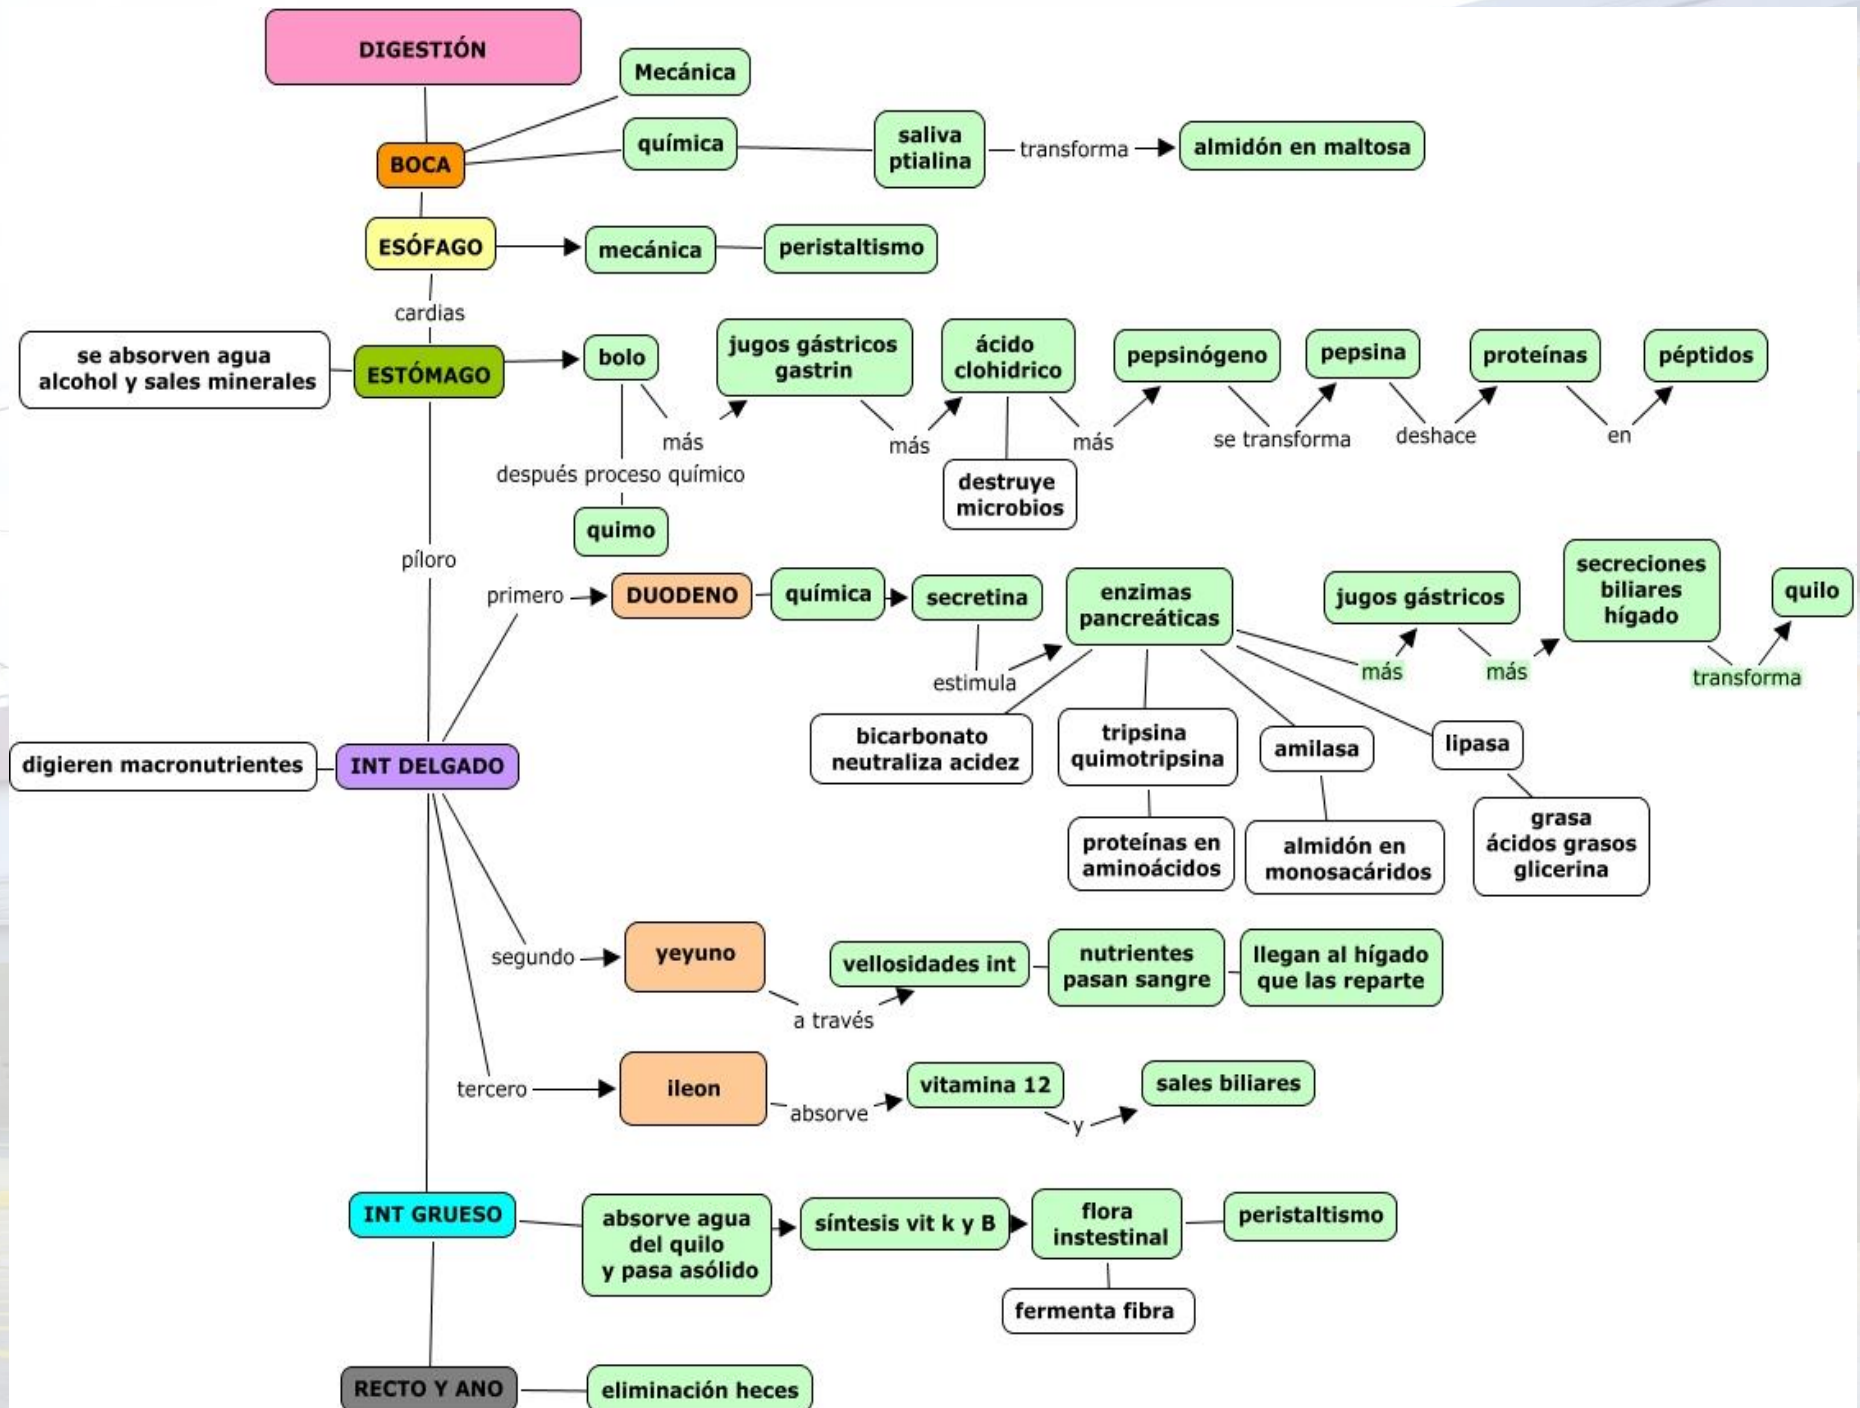 DIGESTIÓN
Mecánica
BOCA
química
saliva
ptialina
transforma
almidón en maltosa
ESÓFAGO
mecánica
peristaltismo
cardias
se absorven agua
alcohol y sales minerales
ESTÓMAGO
bolo
más
jugos gástricos
gastrin
más
ácido
clohidrico
más
pepsinógeno
se transforma
pepsina
deshace
proteínas
en
péptidos
después proceso químico
quimo
destruye
microbios
píloro
primero
DUODENO
química
secretina
estimula
enzimas
pancreáticas
más
jugos gástricos
más
secreciones
biliares
hígado
transforma
quilo
bicarbonato
neutraliza acidez
tripsina
quimotripsina
amilasa
lipasa
proteínas en
aminoácidos
almidón en
monosacáridos
grasa
ácidos grasos
glicerina
digieren macronutrientes
INT DELGADO
segundo
yeyuno
a través
vellosidades int
nutrientes
pasan sangre
llegan al hígado
que las reparte
tercero
ileon
absorve
vitamina 12
y
sales biliares
INT GRUESO
absorve agua
del quilo
y pasa asólido
síntesis vit k y B
flora
instestinal
peristaltismo
fermenta fibra
RECTO Y ANO
eliminación heces